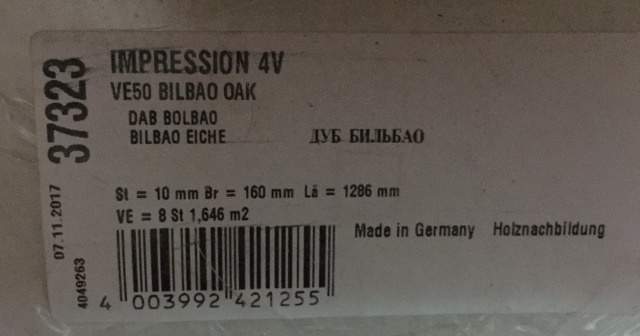 37323
07.11.2017
4049263
IMPRESSION 4V
VE50 BILBAO OAK
DAB BOLBAO
BILBAO EICHE ДУБ БИЛЬБАО
St = 10 mm Br = 160 mm Lä = 1286 mm
VE = 8 St 1,646 m2
Made in Germany Holznachbildung
4 003992 421255